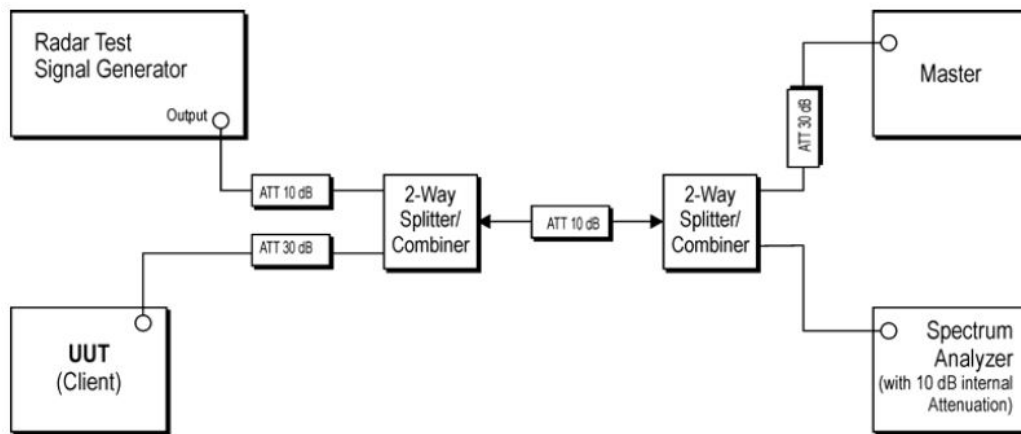 Radar Test
Signal Generator
Output
ATT 10 dB
ATT 30 dB
UUT
(Client)
2-Way
Splitter/
Combiner
ATT 10 dB
2-Way
Splitter/
Combiner
ATT 30 dB
Master
Spectrum
Analyzer
(with 10 dB internal
Attenuation)